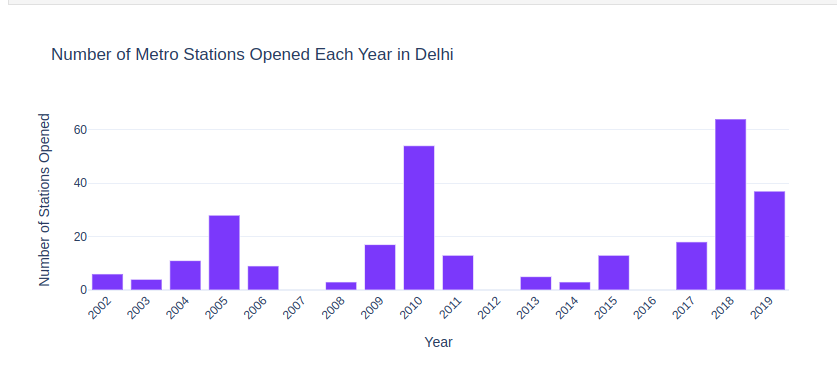 Number of Metro Stations Opened Each Year in Delhi
Number of Stations Opened
60
40
20
0
2002 2003 2004 2005 2006 2007 2008 2009 2010 2011 2012 2013 2014 2015 2016 2017 2018 2019
Year